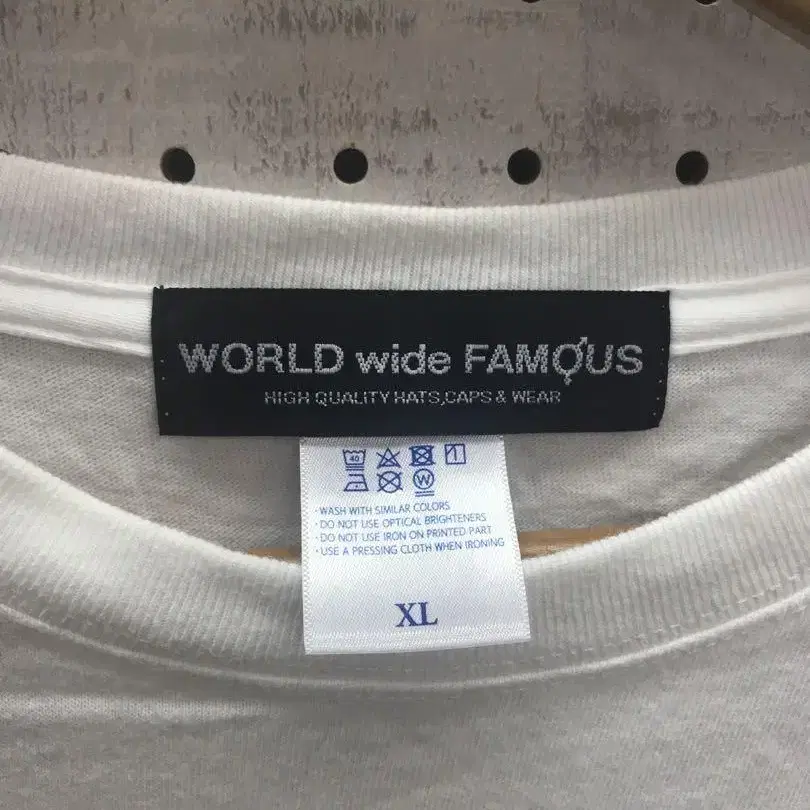 WORLD wide FAMOUS
HIGH QUALITY HATS,CAPS & WEAR
40
W
・WASH WITH SIMILAR COLORS
・DO NOT USE OPTICAL BRIGHTENERS
・DO NOT USE IRON ON PRINTED PART
・USE A PRESSING CLOTH WHEN IRONING
XL